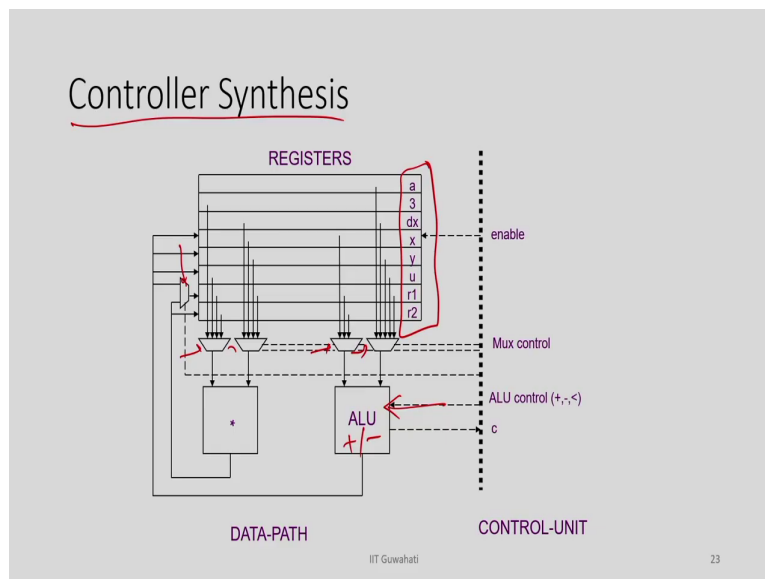 Controller Synthesis
REGISTERS
a
3
dx
x
y
u
r1
r2
enable
Mux control
ALU control (+,-,<)
c
*
ALU
+/-
DATA-PATH
CONTROL-UNIT
IIT Guwahati
23